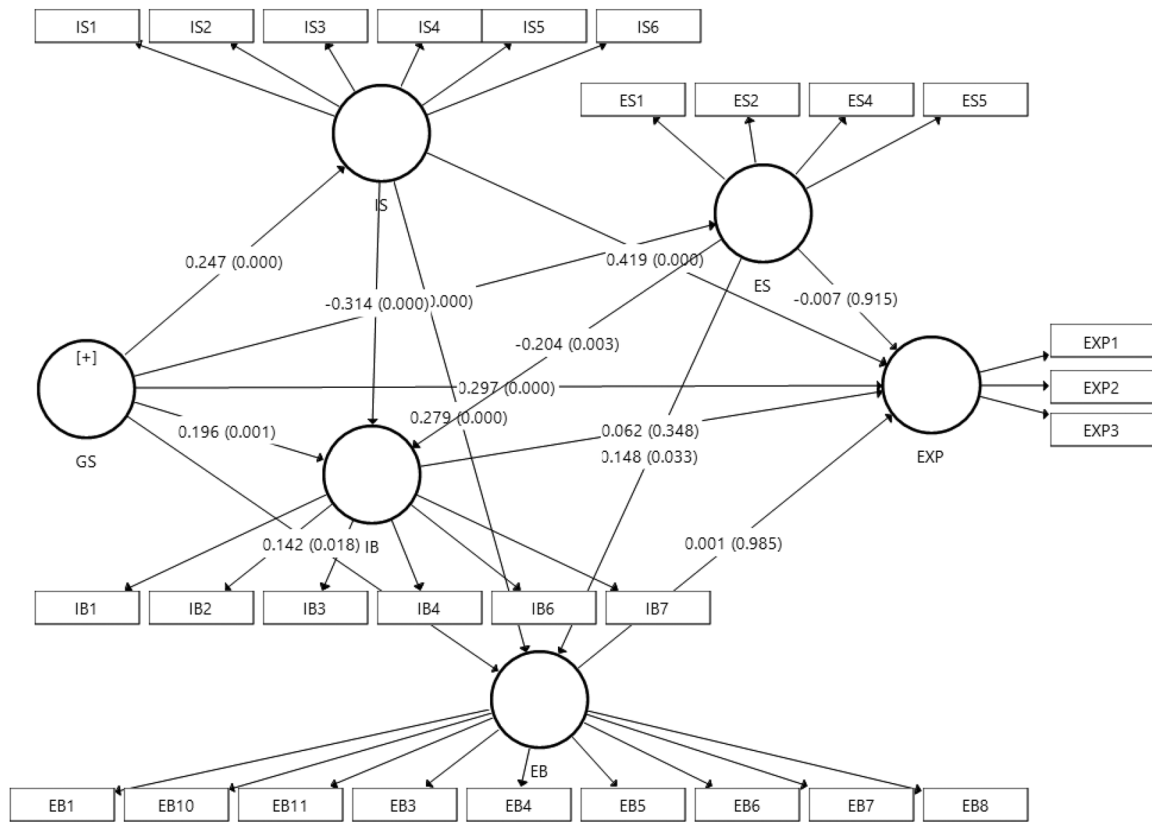 IS1
IS2
IS3
IS4
IS5
IS6
ES1
ES2
ES4
ES5
IS
0.247 (0.000)
0.419 (0.000)
ES
-0.007 (0.915)
-0.314 (0.000)
0.000)
-0.204 (0.003)
[+]
GS
EXP1
EXP2
EXP3
EXP
0.297 (0.000)
0.279 (0.000)
0.196 (0.001)
0.062 (0.348)
0.148 (0.033)
0.142 (0.018)
IB
0.001 (0.985)
IB1
IB2
IB3
IB4
IB6
IB7
EB
EB1
EB10
EB11
EB3
EB4
EB5
EB6
EB7
EB8